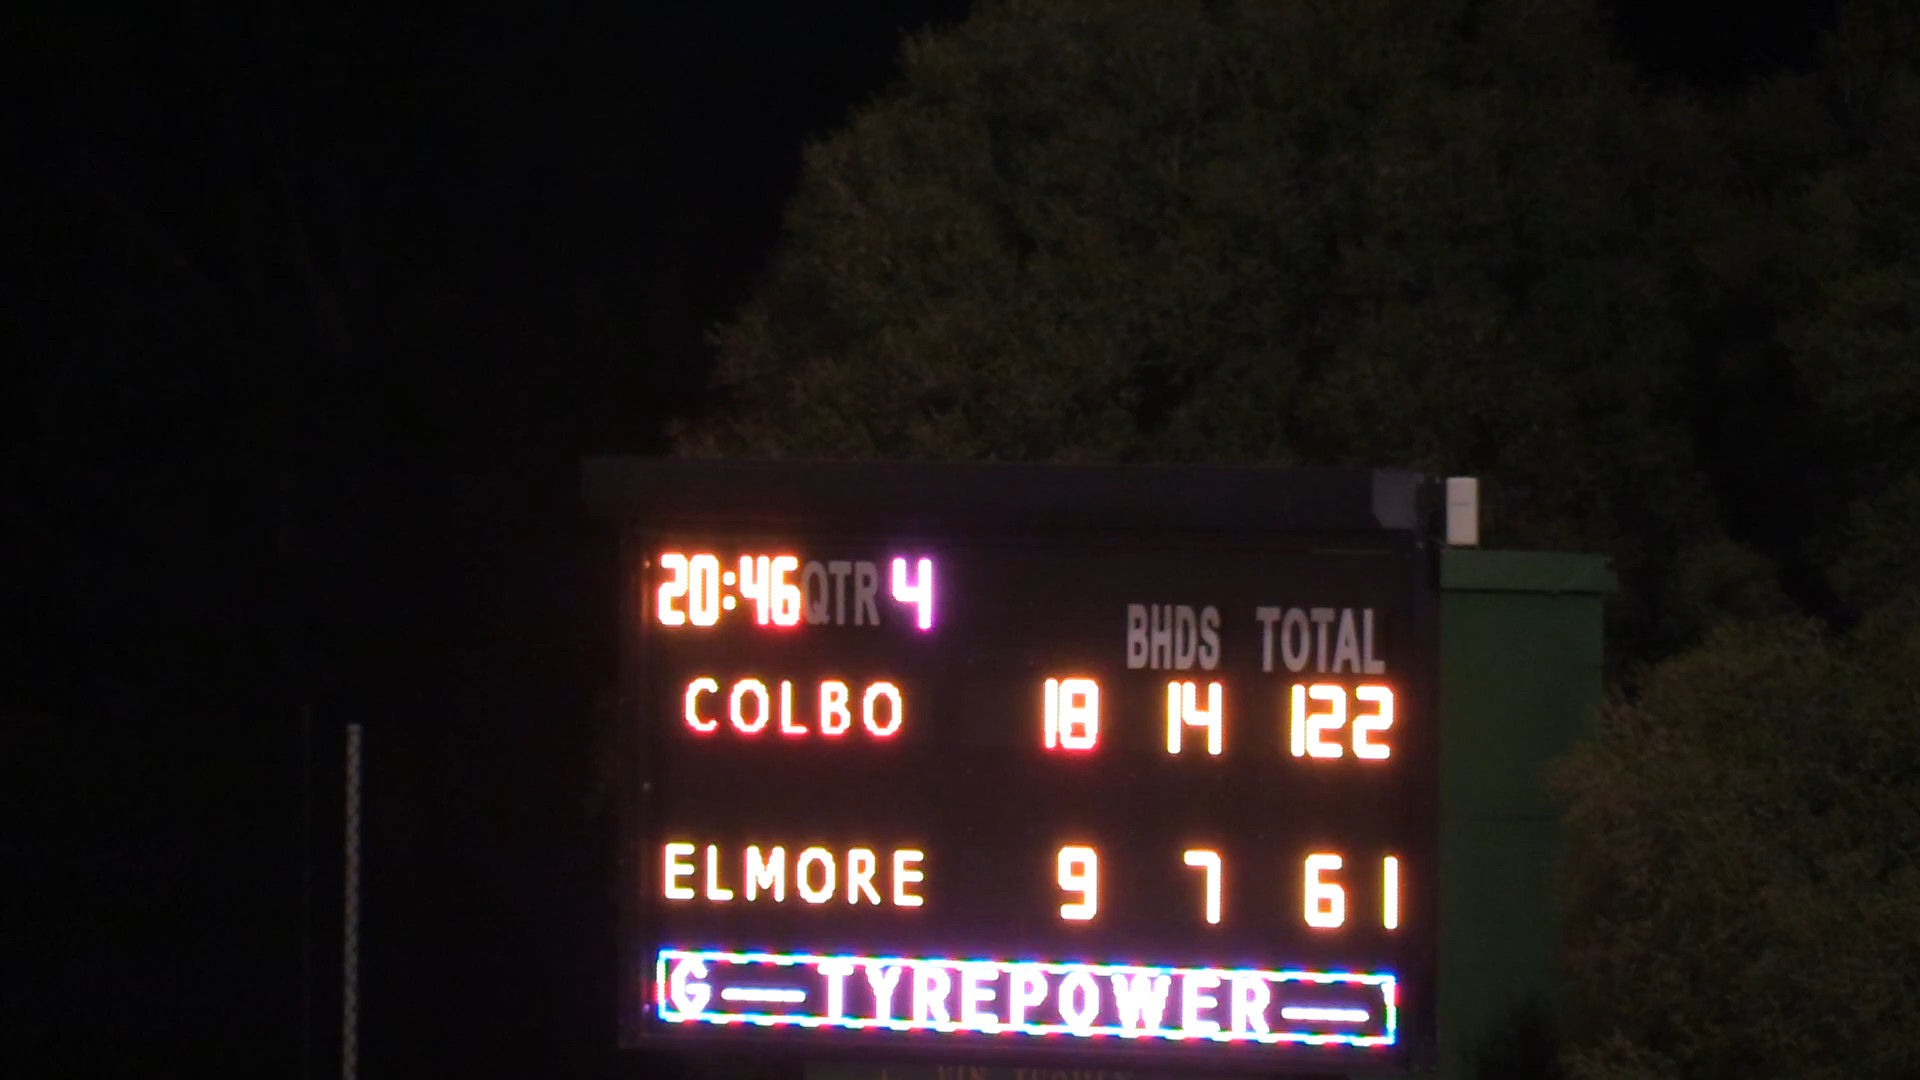 20:46 QTR 4
BHDS TOTAL
COLBO 18 14 122
ELMORE 9 7 61
G—TYREPOWER—